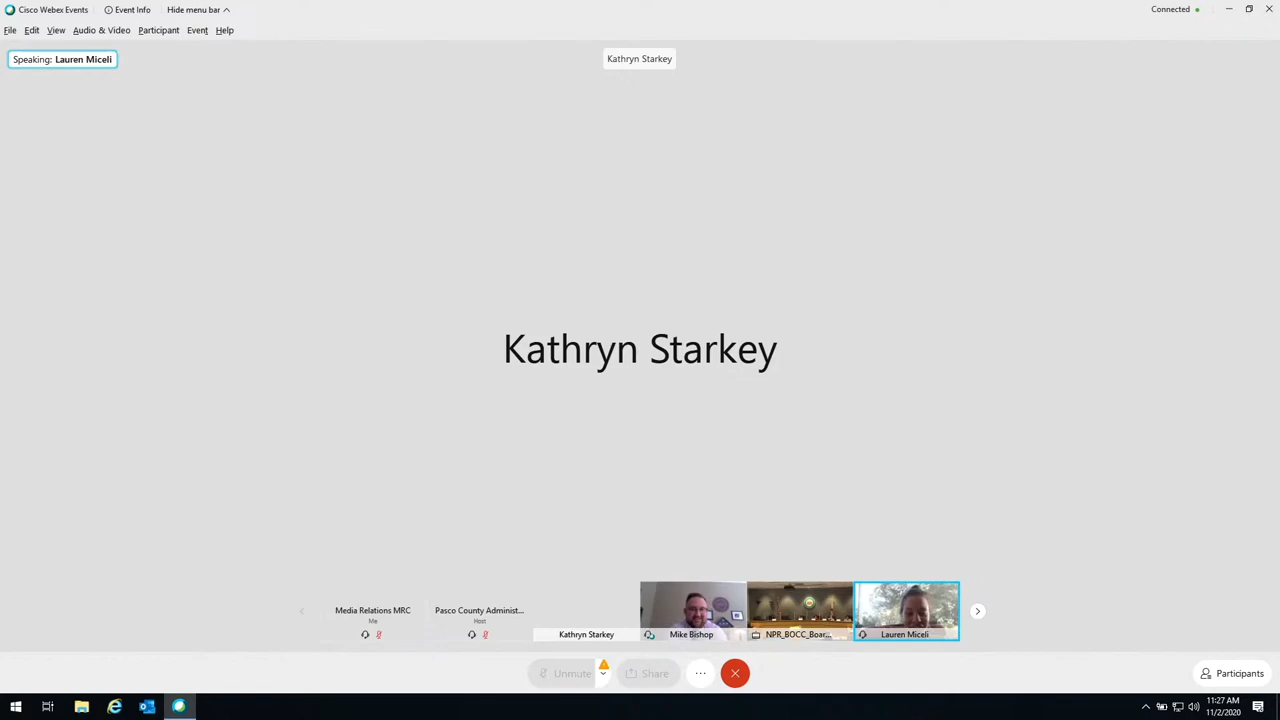 Cisco Webex Events Event Info Hide menu bar Connected
File Edit View Audio & Video Participant Event Help
Speaking: Lauren Miceli
Kathryn Starkey
Kathryn Starkey
Media Relations MRC
Me
Pasco County Administ...
Host
Kathryn Starkey
Mike Bishop
NPR_BOCC_Boar...
Lauren Miceli
Unmute Share Participants
11:27 AM
11/2/2020